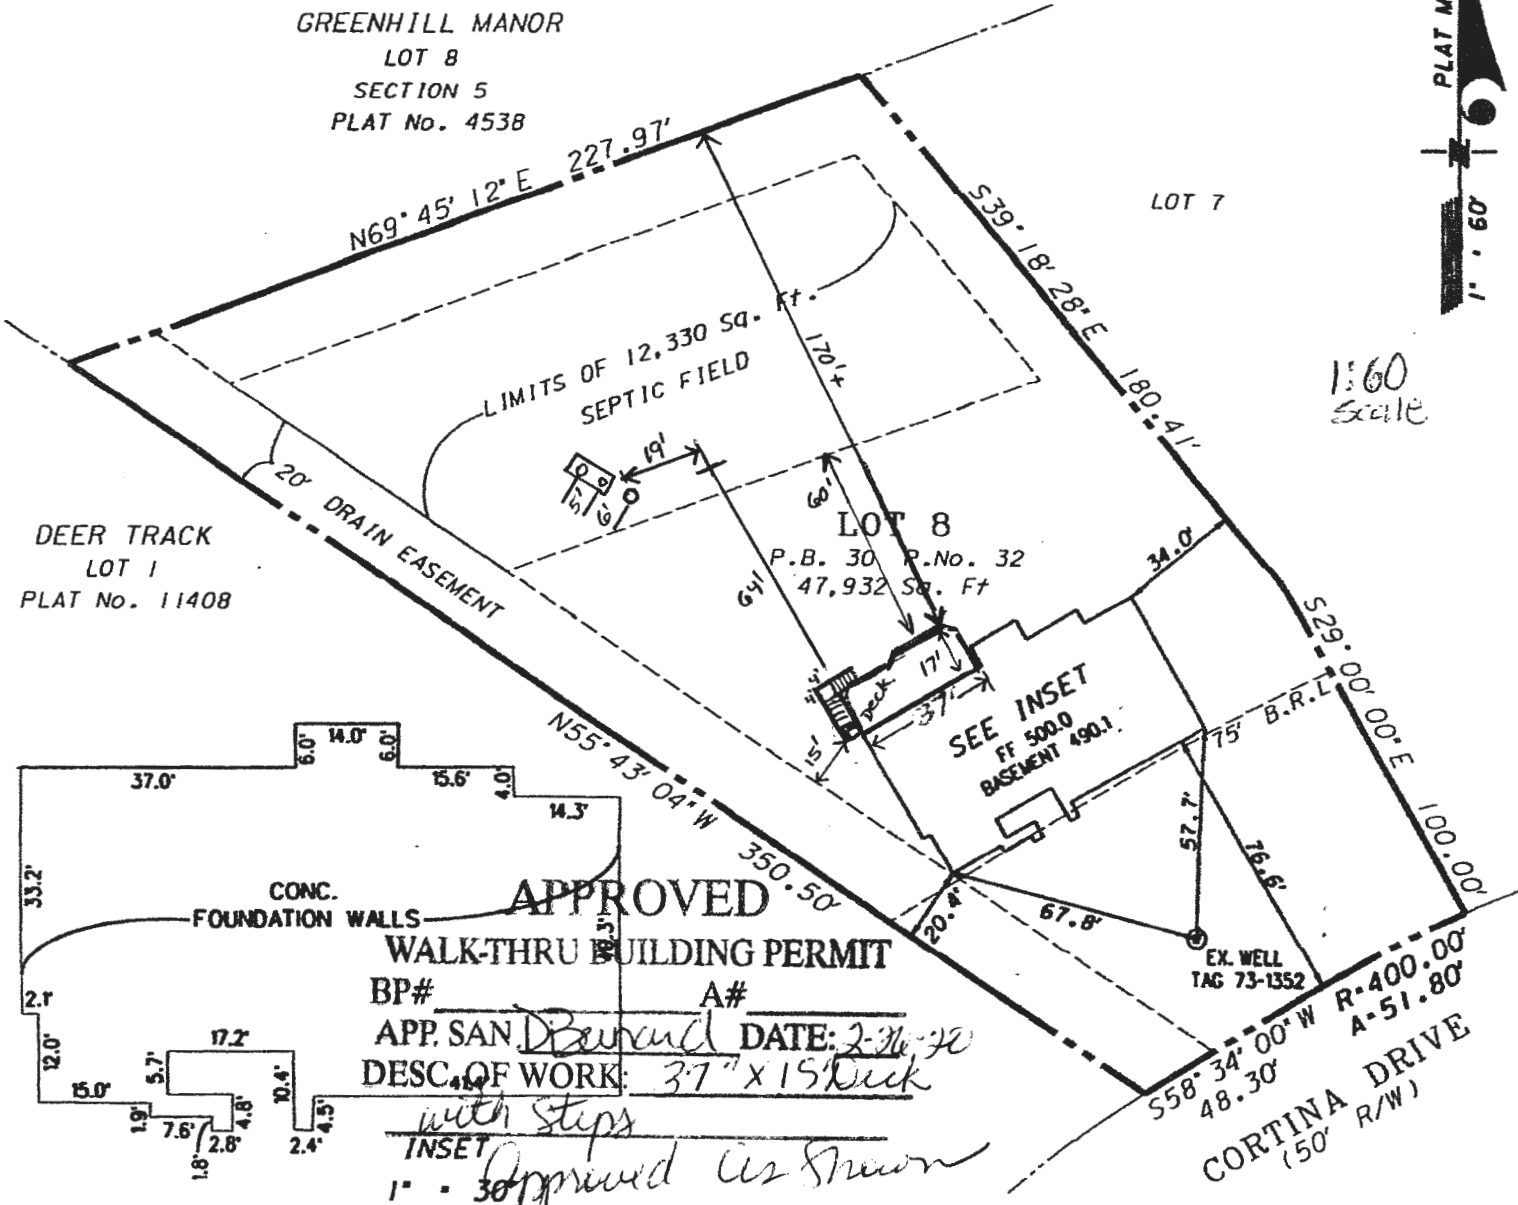 GREENHILL MANOR
LOT 8
SECTION 5
PLAT No. 4538
PLAT M
N
1" · 60'
1:60
scale
N69° 45' 12" E 227.97'
S39° 18' 28" E 180.41'
LOT 7
LIMITS OF 12,330 Sq. Ft.
SEPTIC FIELD
170'+
19'
60'
64'
20' DRAIN EASEMENT
DEER TRACK
LOT 1
PLAT No. 11408
LOT 8
P.B. 30 P.No. 32
47,932 Sq. Ft
34.0'
S29° 00' 00" E 100.00'
17'
Deck
37'
4'
4'
15'
SEE INSET
FF 500.0
BASEMENT 490.1
75' B.R.L
N55° 43' 04" W 350.50'
57.7'
76.6'
67.8'
20.4'
EX. WELL
TAG 73-1352
R=400.00'
A=51.80'
S58° 34' 00" W
48.30'
CORTINA DRIVE
(50' R/W)
6.0'
14.0'
6.0'
37.0'
15.6'
4.0'
14.3'
33.2'
CONC.
FOUNDATION WALLS
2.1'
12.0'
15.0'
1.9'
7.6'
1.8'
2.8'
4.8'
5.7'
17.2'
10.4'
2.4'
4.5'
APPROVED
WALK-THRU BUILDING PERMIT
BP# A#
APP. SAN DATE:
DESC. OF WORK: 37' X 15' Deck
with Steps
Approved as Shown
INSET
1" = 30'